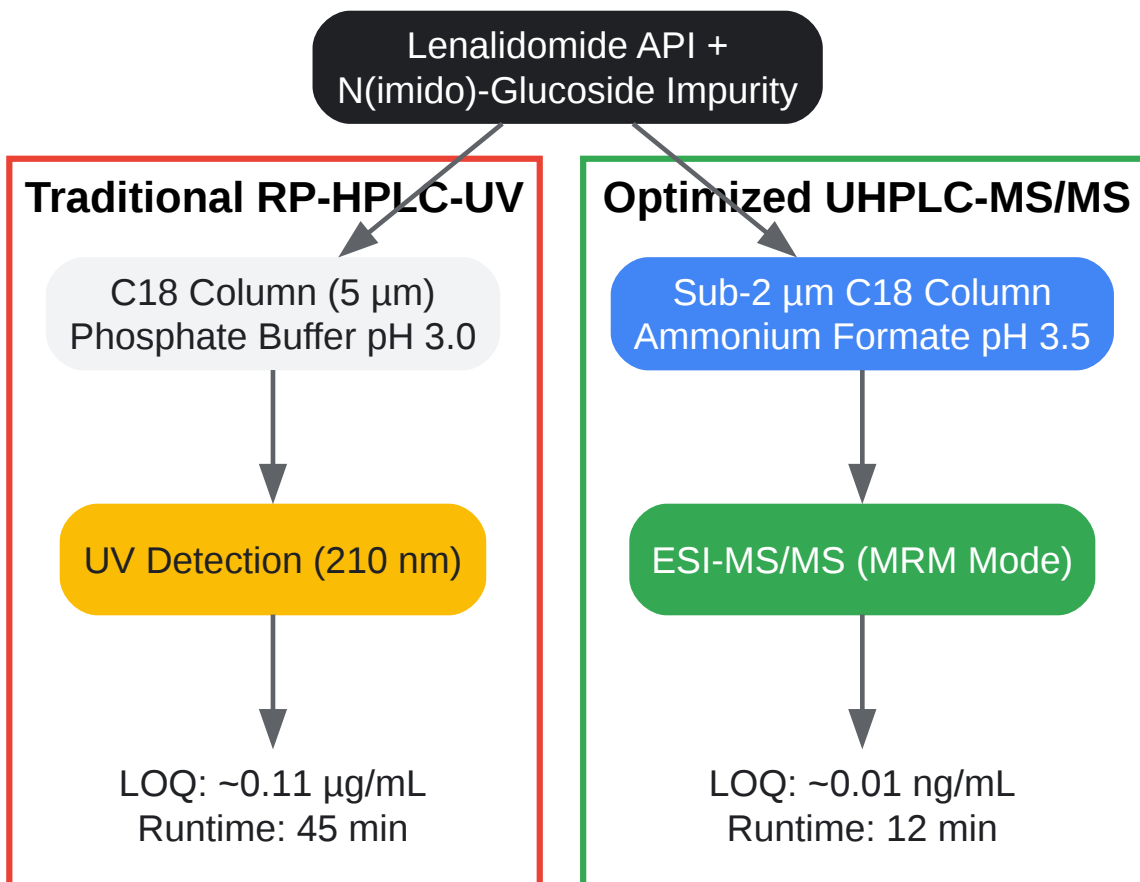 Lenalidomide API +
N(imido)-Glucoside Impurity
Traditional RP-HPLC-UV
C18 Column (5 µm)
Phosphate Buffer pH 3.0
UV Detection (210 nm)
LOQ: ~0.11 µg/mL
Runtime: 45 min
Optimized UHPLC-MS/MS
Sub-2 µm C18 Column
Ammonium Formate pH 3.5
ESI-MS/MS (MRM Mode)
LOQ: ~0.01 ng/mL
Runtime: 12 min